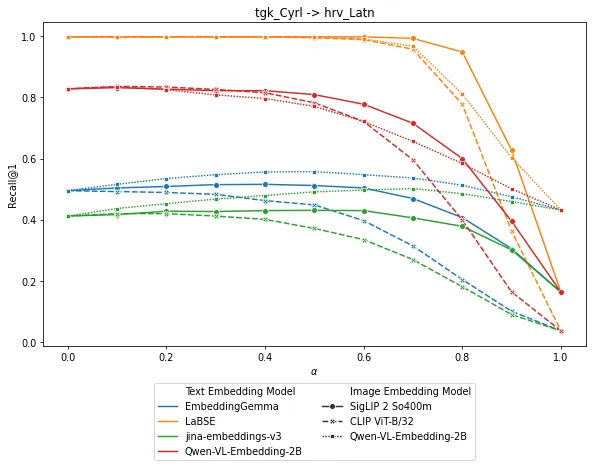 tgk_Cyrl -> hrv_Latn
Recall@1
1.0
0.8
0.6
0.4
0.2
0.0
0.0 0.2 0.4 0.6 0.8 1.0
α
Text Embedding Model
EmbeddingGemma
LaBSE
jina-embeddings-v3
Qwen-VL-Embedding-2B
Image Embedding Model
SigLIP 2 So400m
CLIP ViT-B/32
Qwen-VL-Embedding-2B